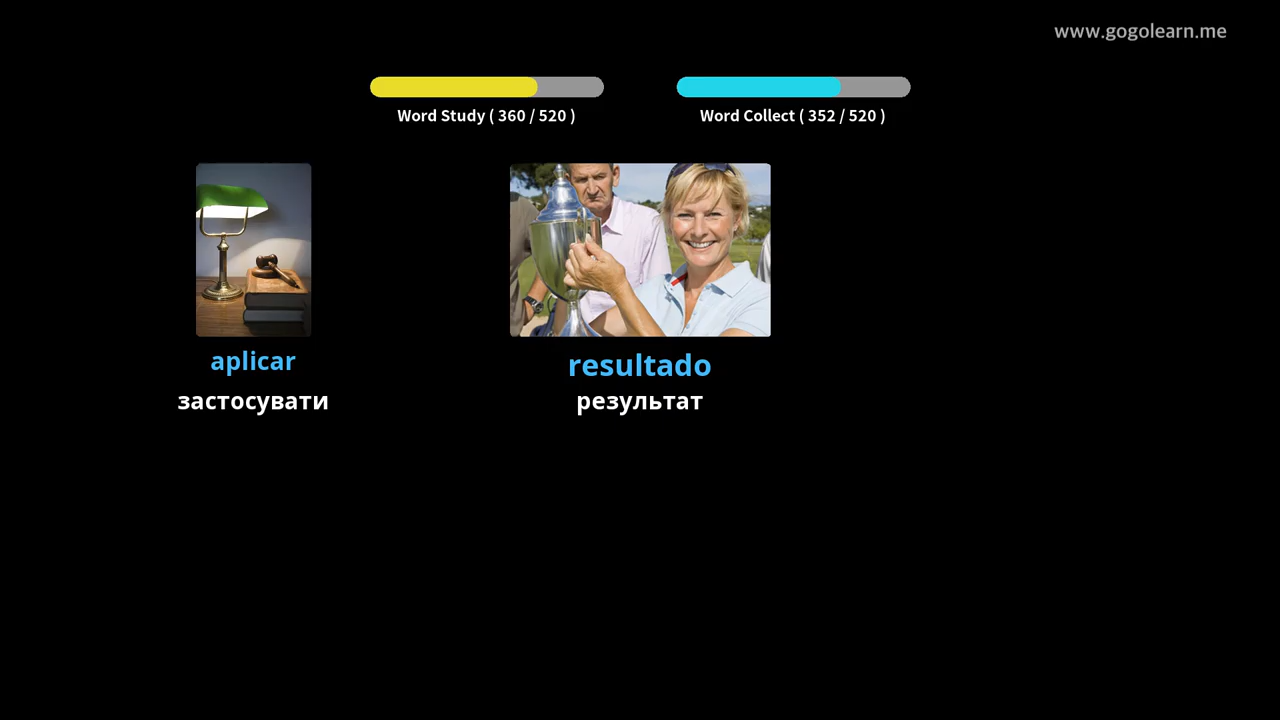 www.gogolearn.me
Word Study ( 360 / 520 )
Word Collect ( 352 / 520 )
aplicar
resultado
застосувати
результат